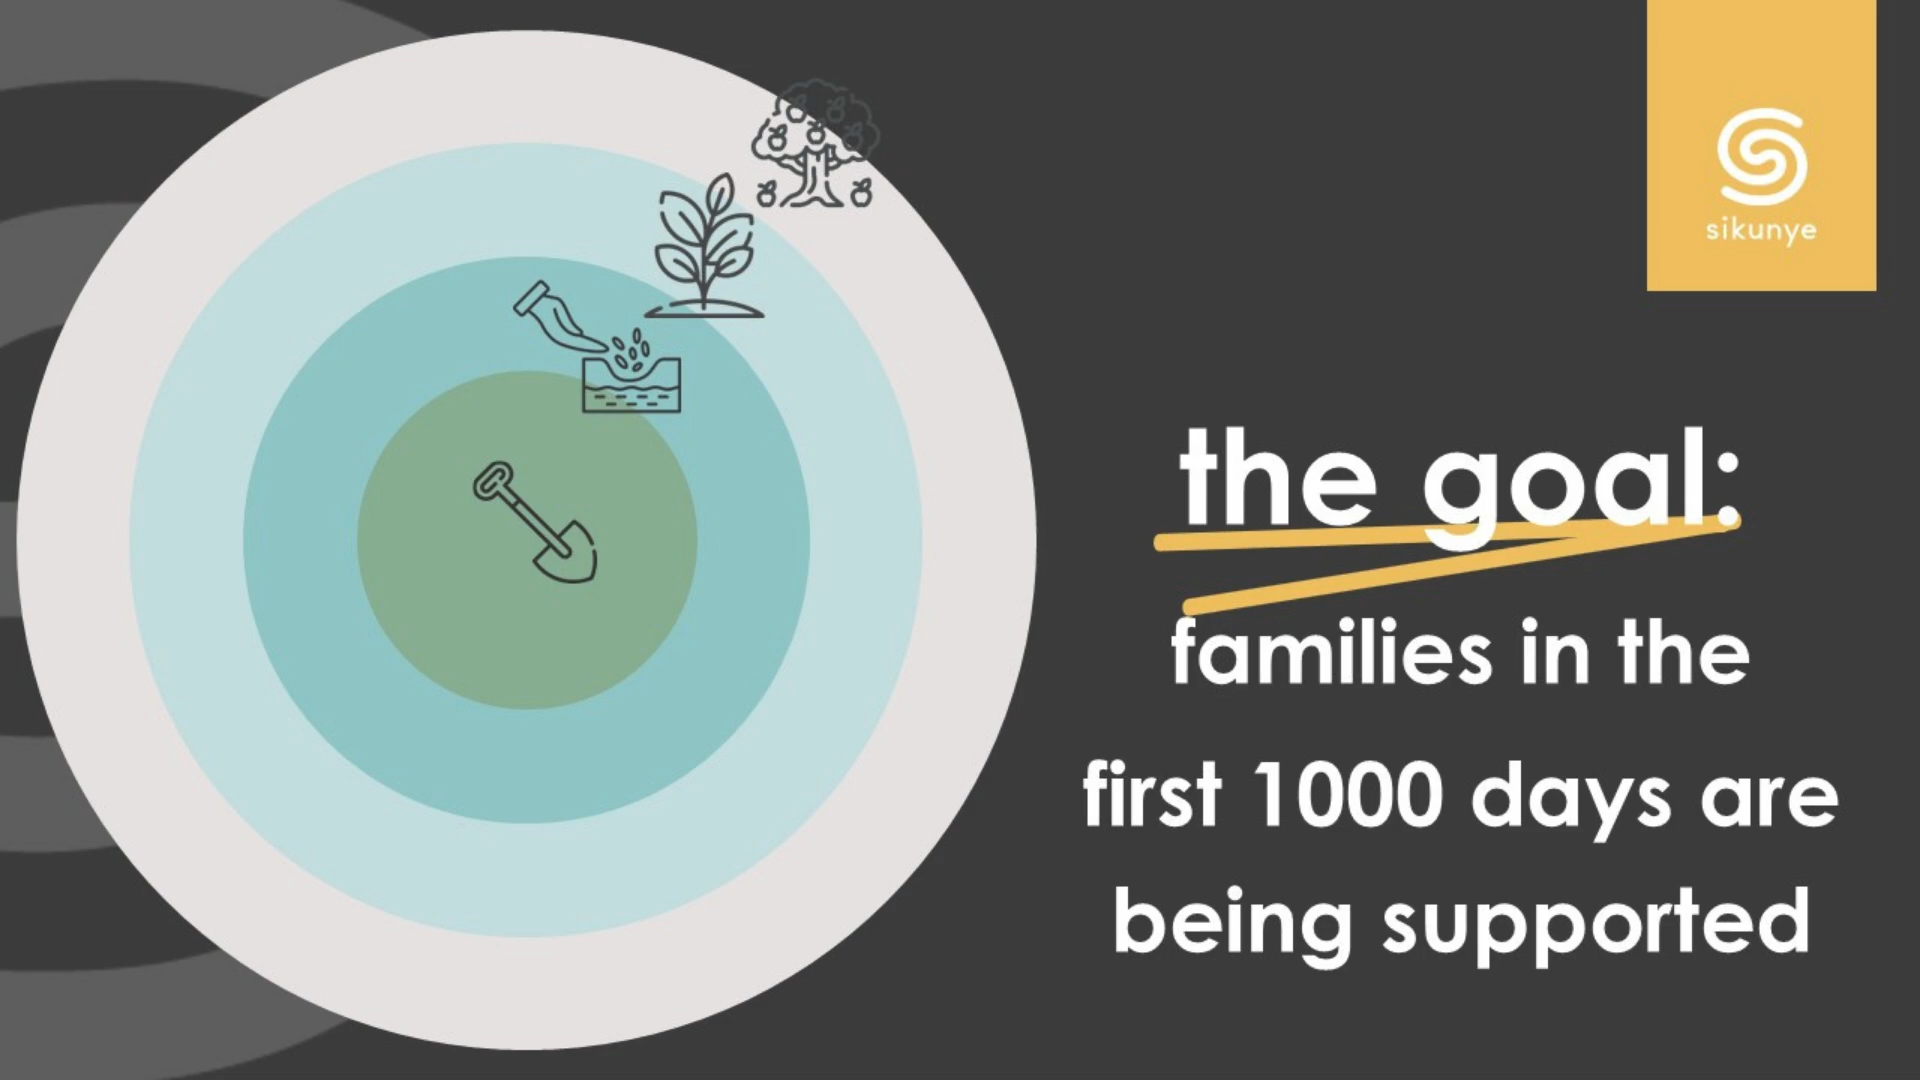 sikunye
the goal:
families in the
first 1000 days are
being supported